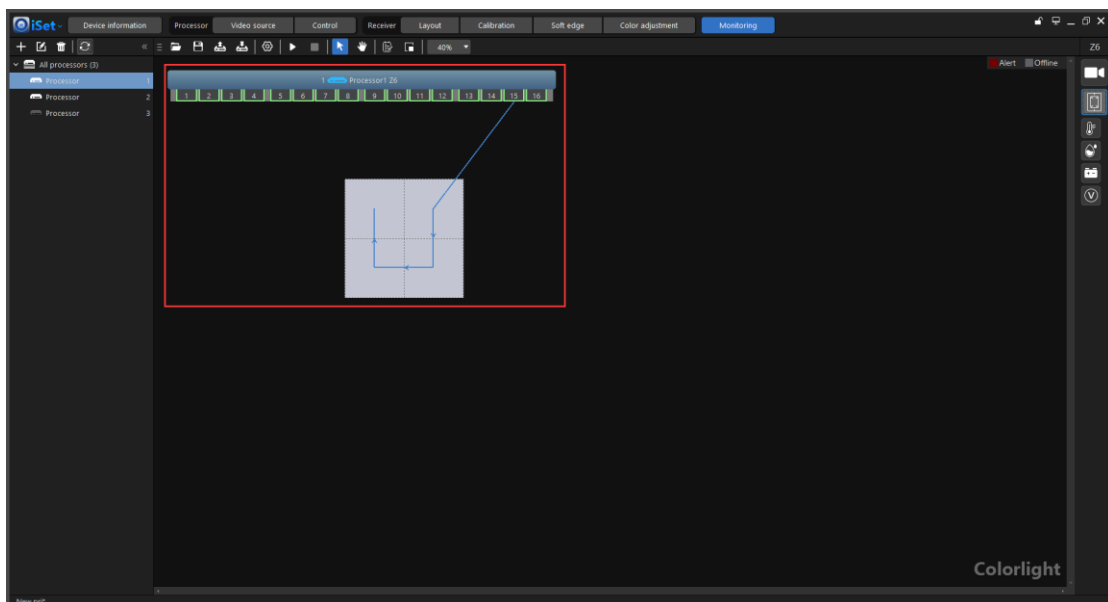 iSet Device information Processor Video source Control Receiver Layout Calibration Soft edge Color adjustment Monitoring
40% Z6
All processors (3) Alert Offline
Processor 1
Processor 2
Processor 3
1 Processor1 Z6
1 2 3 4 5 6 7 8 9 10 11 12 13 14 15 16
V
Colorlight